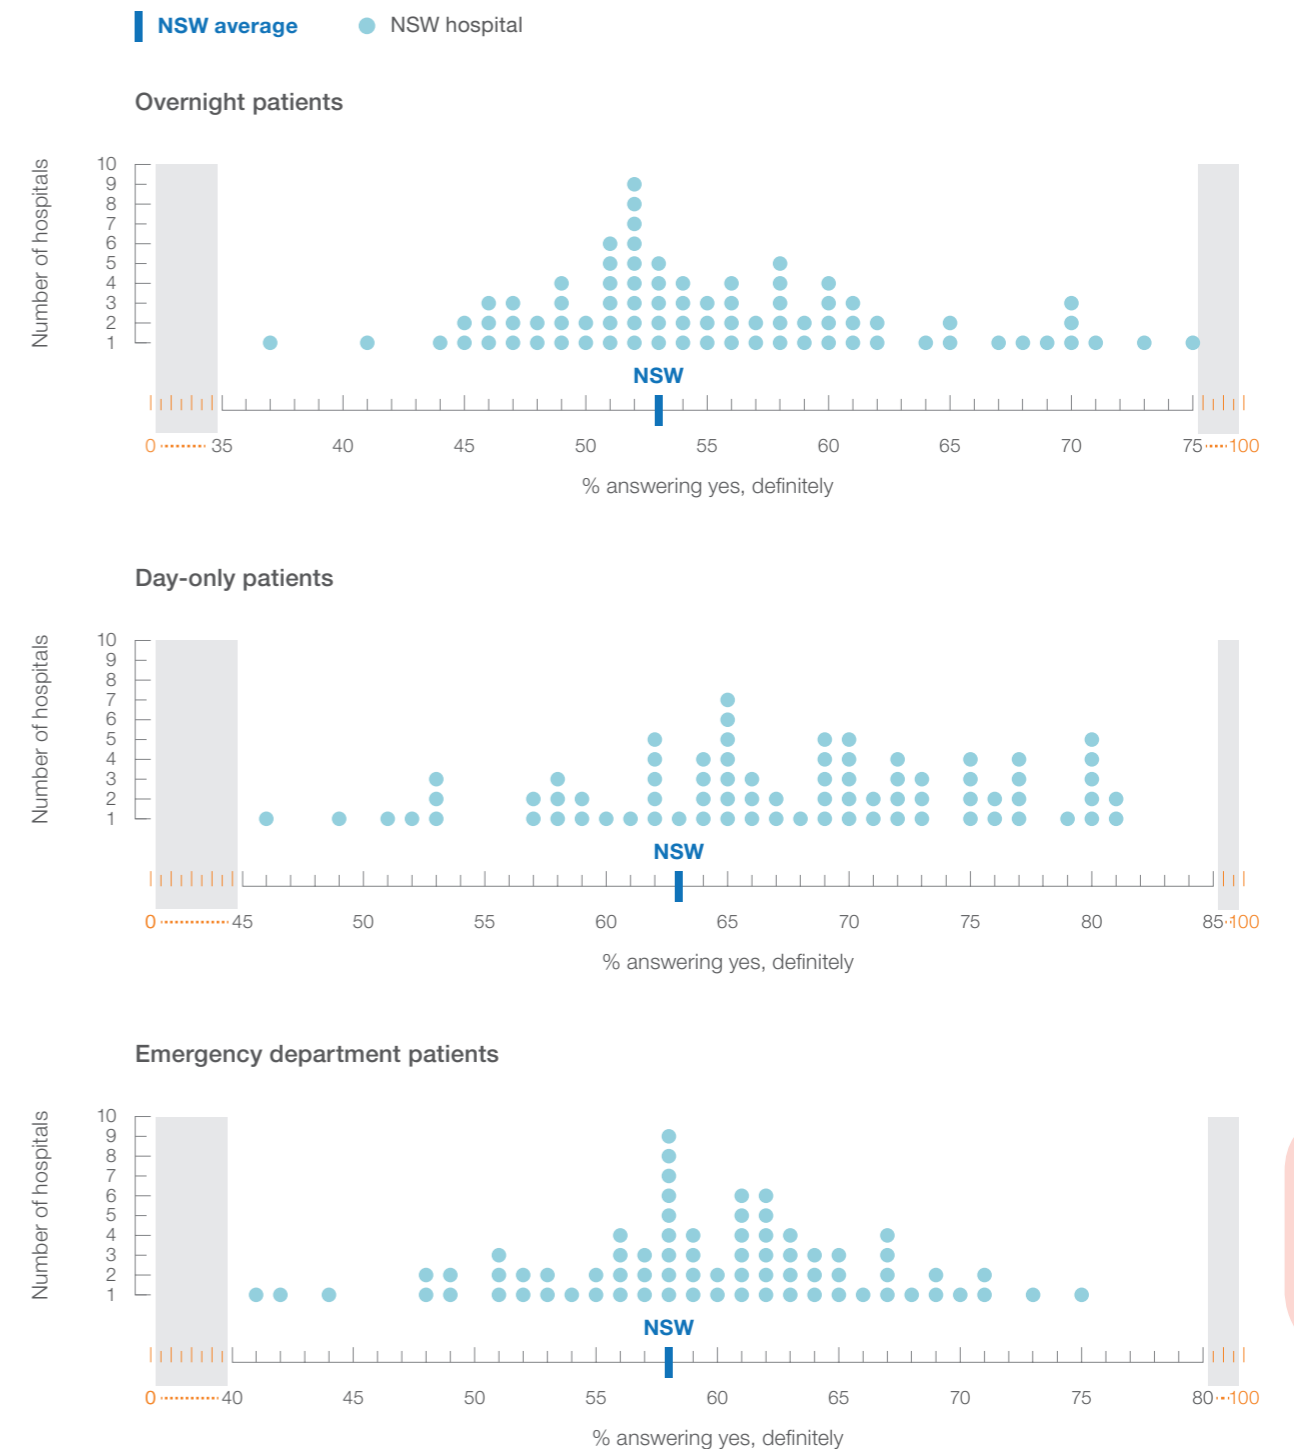 NSW average NSW hospital
Overnight patients
Number of hospitals
10
9
8
7
6
5
4
3
2
1
NSW
0 35 40 45 50 55 60 65 70 75 100
% answering yes, definitely
Day-only patients
Number of hospitals
10
9
8
7
6
5
4
3
2
1
NSW
0 45 50 55 60 65 70 75 80 85 100
% answering yes, definitely
Emergency department patients
Number of hospitals
10
9
8
7
6
5
4
3
2
1
NSW
0 40 45 50 55 60 65 70 75 80 100
% answering yes, definitely